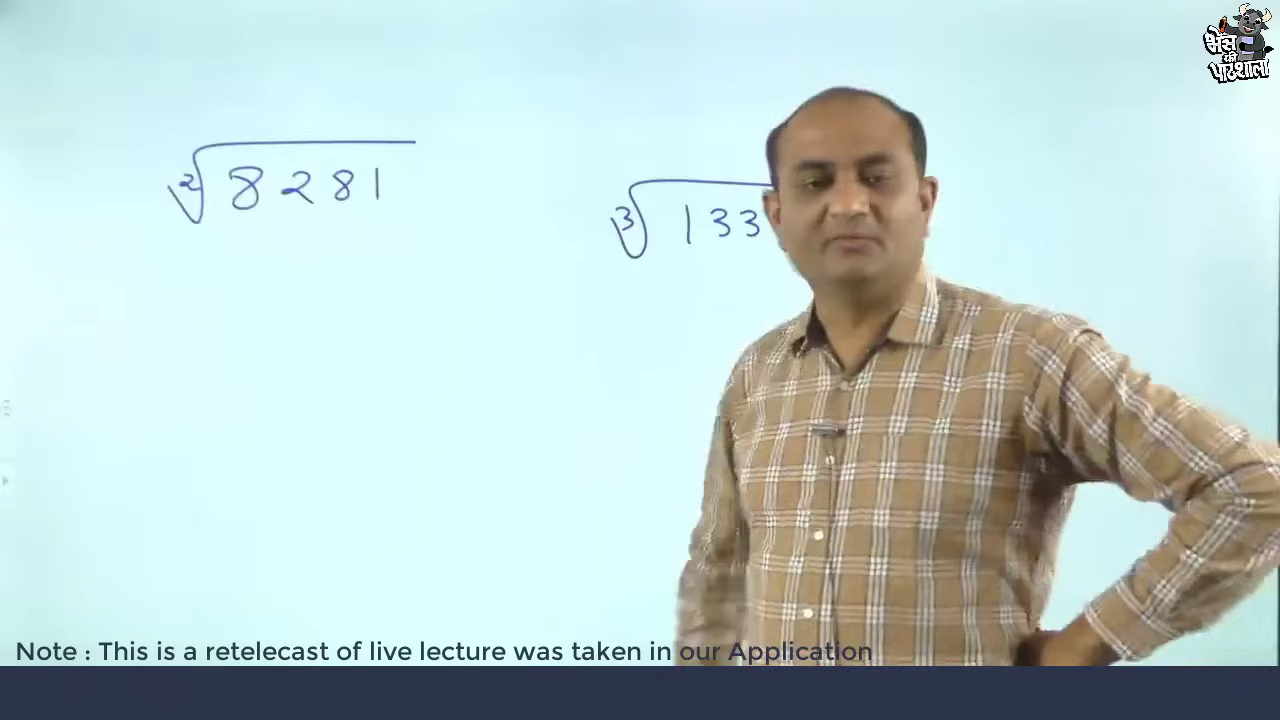 भैंस
की
पाठशाला
²√8281
³√133
Note : This is a retelecast of live lecture was taken in our Application